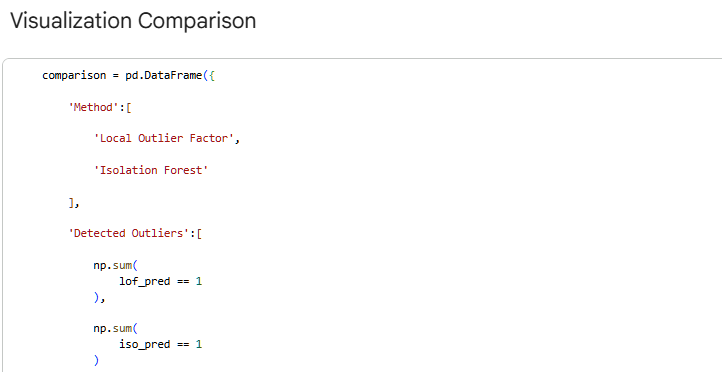 Visualization Comparison
comparison = pd.DataFrame({
'Method':[
'Local Outlier Factor',
'Isolation Forest'
],
'Detected Outliers':[
np.sum(
lof_pred == 1
),
np.sum(
iso_pred == 1
)